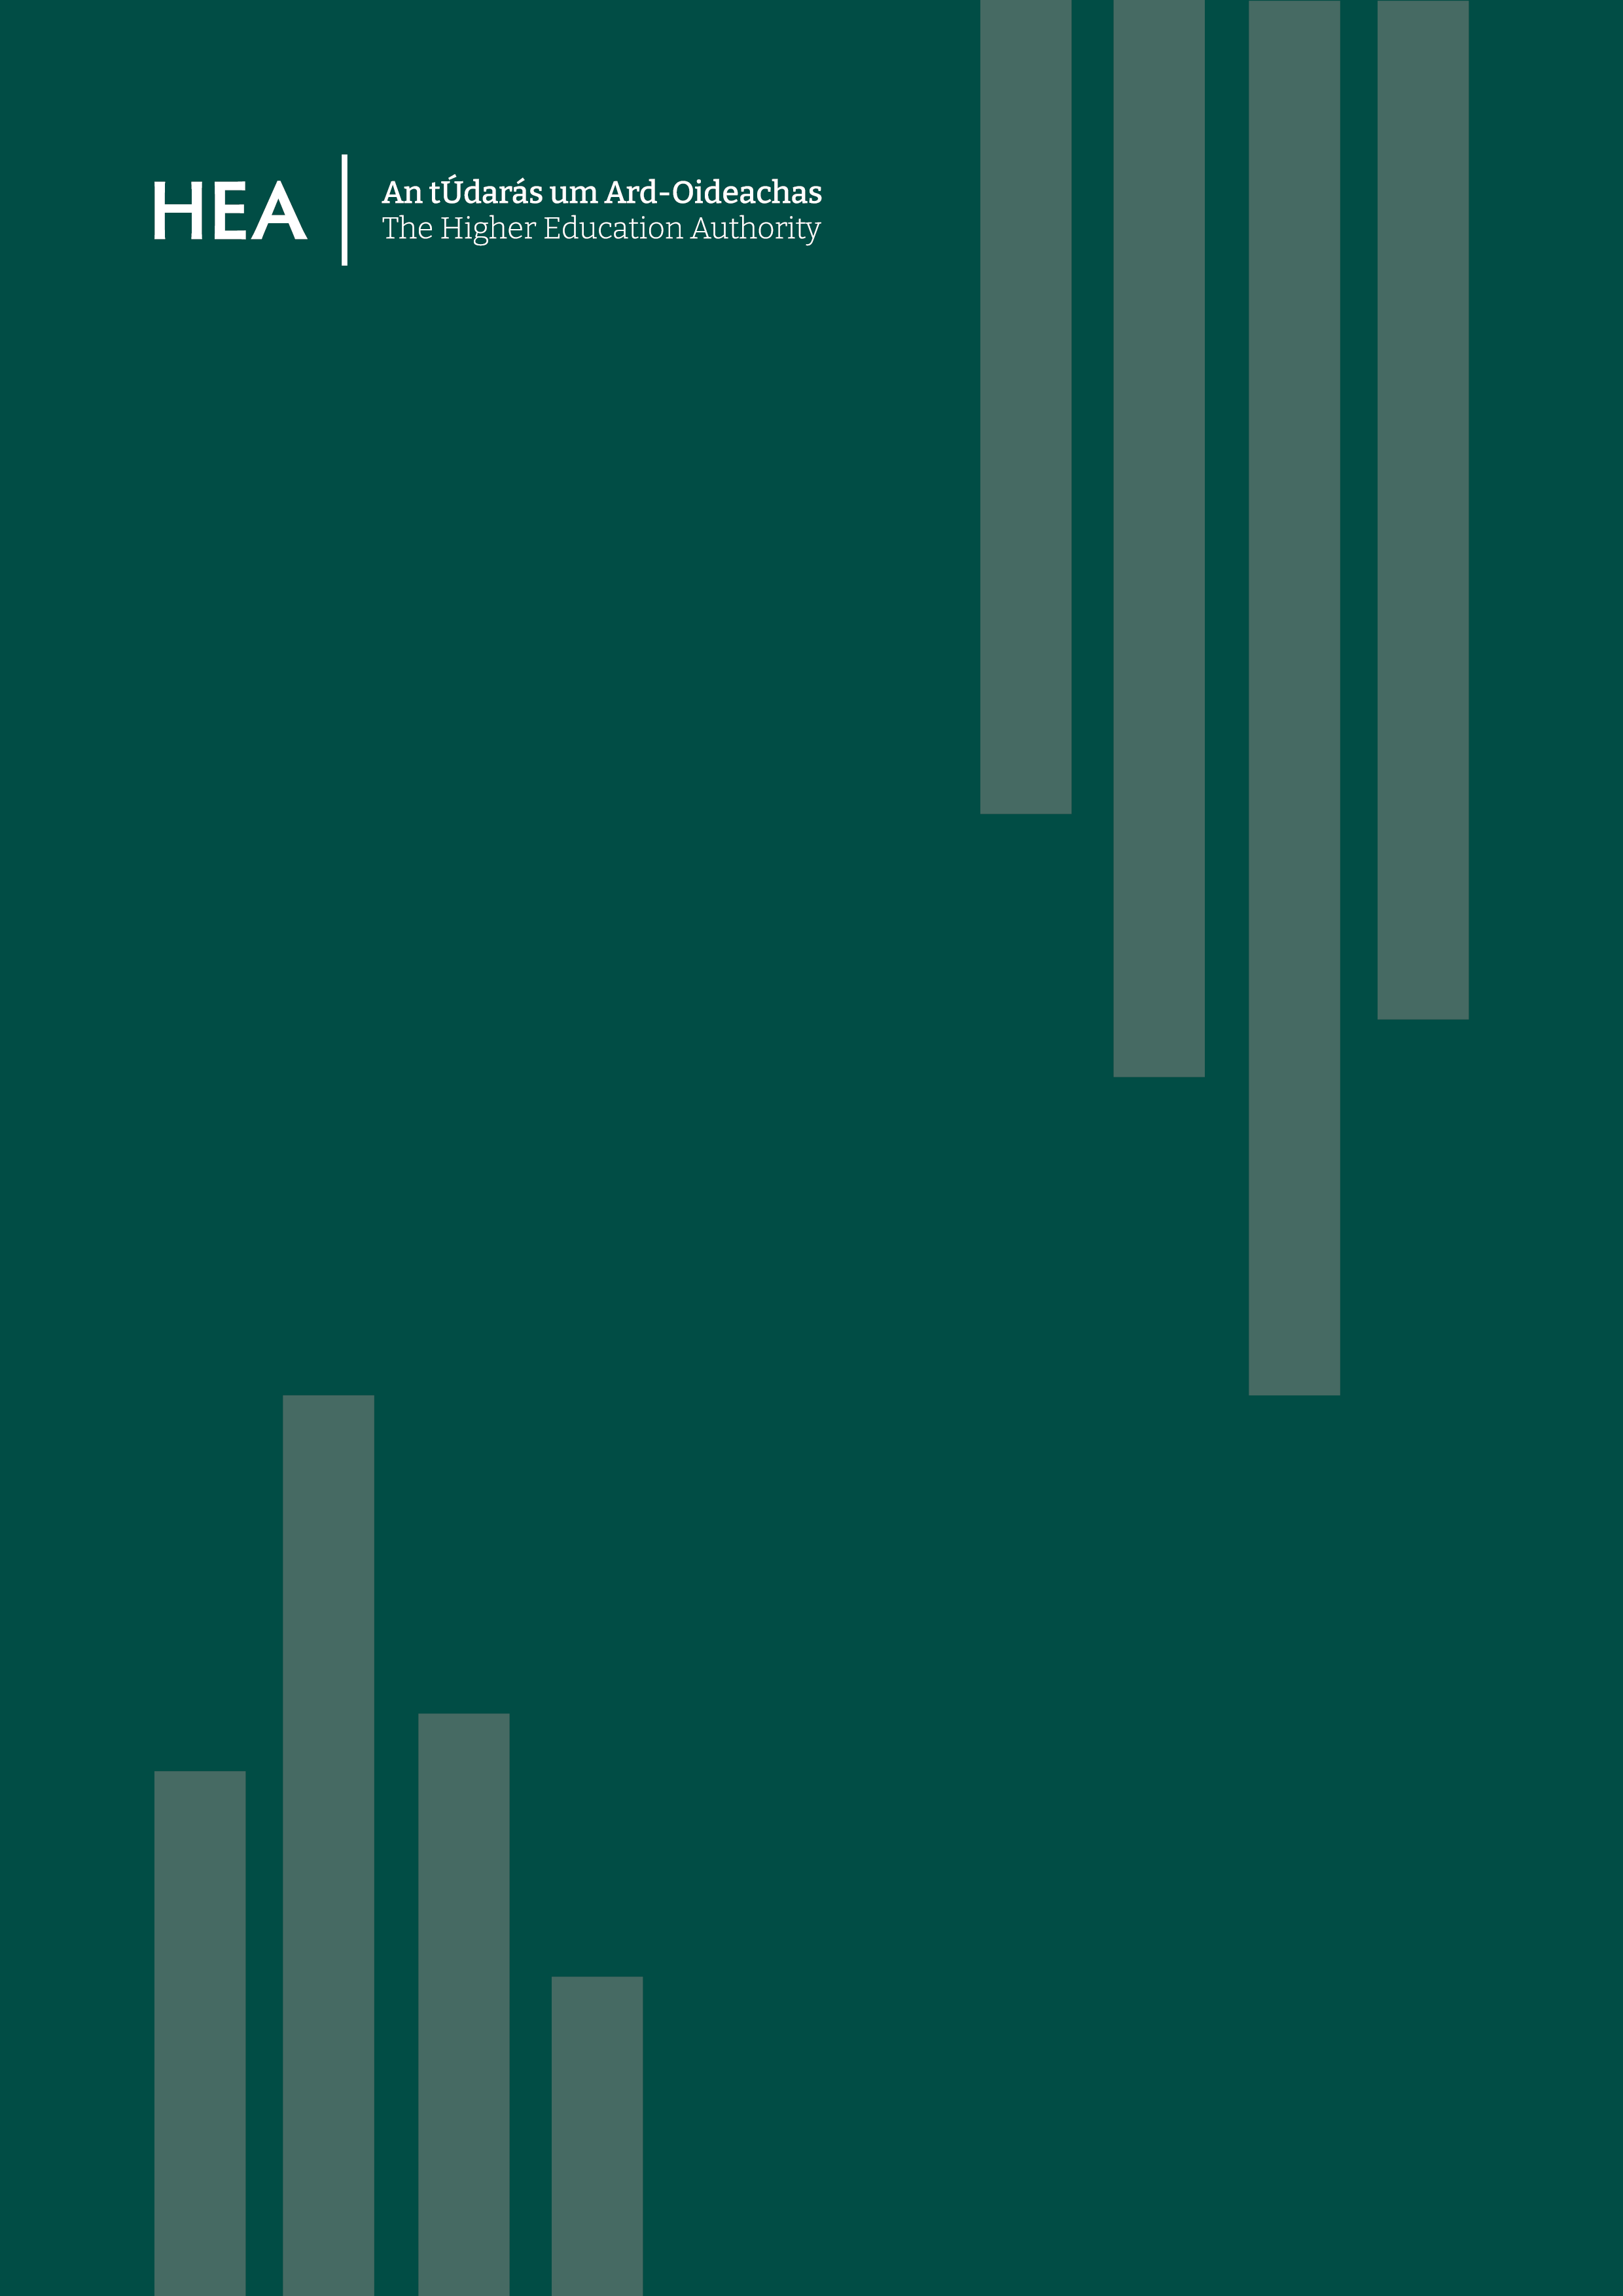 HEA
An tÚdarás um Ard-Oideachas
The Higher Education Authority